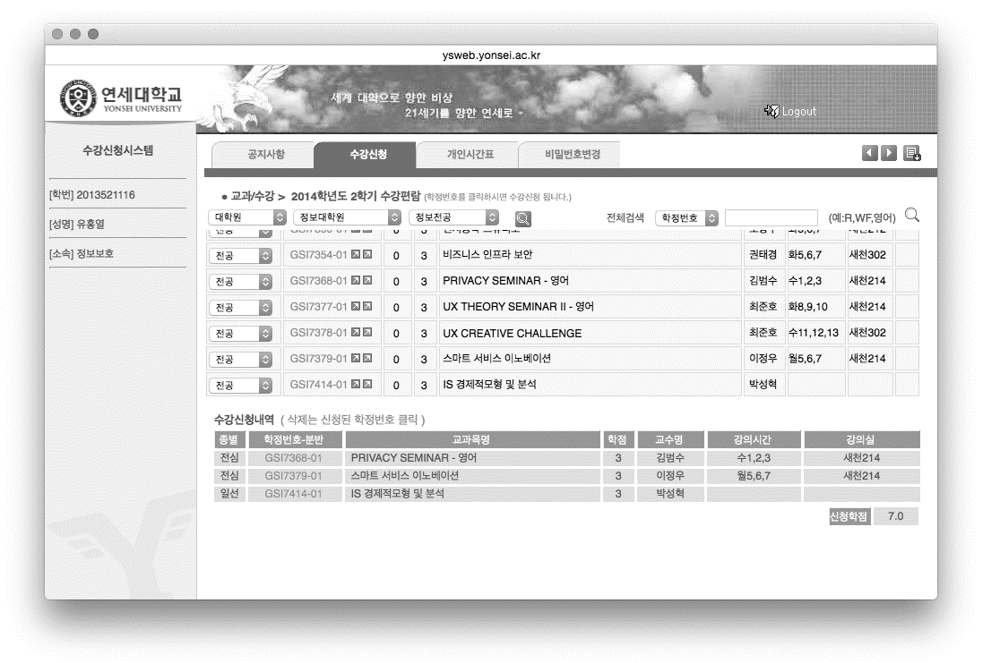 ysweb.yonsei.ac.kr
연세대학교
YONSEI UNIVERSITY
세계 대학으로 향한 비상
21세기를 향한 연세로 -
Logout
수강신청시스템
[학번] 2013521116
[성명] 유홍열
[소속] 정보보호
공지사항 수강신청 개인시간표 비밀번호변경
● 교과/수강 > 2014학년도 2학기 수강편람 (학정번호를 클릭하시면 수강신청 됩니다.)
대학원 정보대학원 정보전공 전체검색 학정번호 (예:R,WF,영어)
전공 GSI7354-01 0 3 비즈니스 인프라 보안 권태경 화5,6,7 새천302
전공 GSI7368-01 0 3 PRIVACY SEMINAR - 영어 김범수 수1,2,3 새천214
전공 GSI7377-01 0 3 UX THEORY SEMINAR II - 영어 최준호 화8,9,10 새천214
전공 GSI7378-01 0 3 UX CREATIVE CHALLENGE 최준호 수11,12,13 새천302
전공 GSI7379-01 0 3 스마트 서비스 이노베이션 이정우 월5,6,7 새천214
전공 GSI7414-01 0 3 IS 경제적모형 및 분석 박성혁
수강신청내역 ( 삭제는 신청된 학정번호 클릭 )
종별 학정번호-분반 교과목명 학점 교수명 강의시간 강의실
전심 GSI7368-01 PRIVACY SEMINAR - 영어 3 김범수 수1,2,3 새천214
전심 GSI7379-01 스마트 서비스 이노베이션 3 이정우 월5,6,7 새천214
일선 GSI7414-01 IS 경제적모형 및 분석 3 박성혁
신청학점 7.0